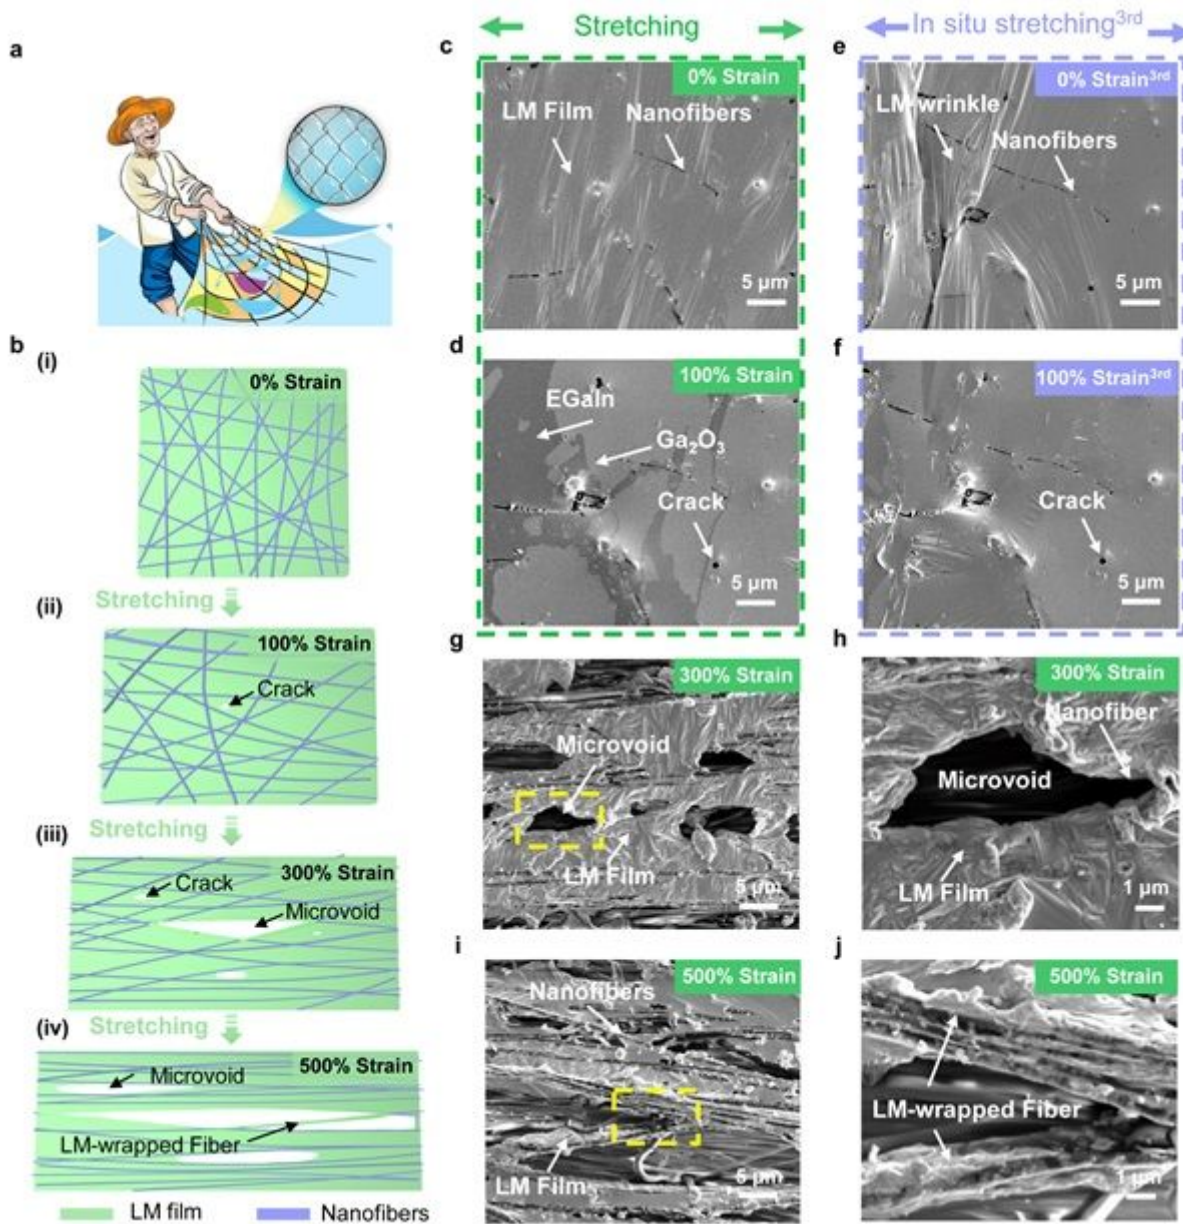 Stretching
In situ stretching3rd
a
c
0% Strain
LM Film
Nanofibers
5 μm
e
0% Strain3rd
LM-wrinkle
Nanofibers
5 μm
b
(i)
0% Strain
Stretching
(ii)
100% Strain
Crack
Stretching
(iii)
300% Strain
Crack
Microvoid
Stretching
(iv)
500% Strain
Microvoid
LM-wrapped Fiber
LM film
Nanofibers
d
100% Strain
EGaIn
Ga2O3
Crack
5 μm
f
100% Strain3rd
Crack
5 μm
g
300% Strain
Microvoid
LM Film
5 μm
h
300% Strain
Nanofiber
Microvoid
LM Film
1 μm
i
500% Strain
Nanofibers
LM Film
5 μm
j
500% Strain
LM-wrapped Fiber
1 μm